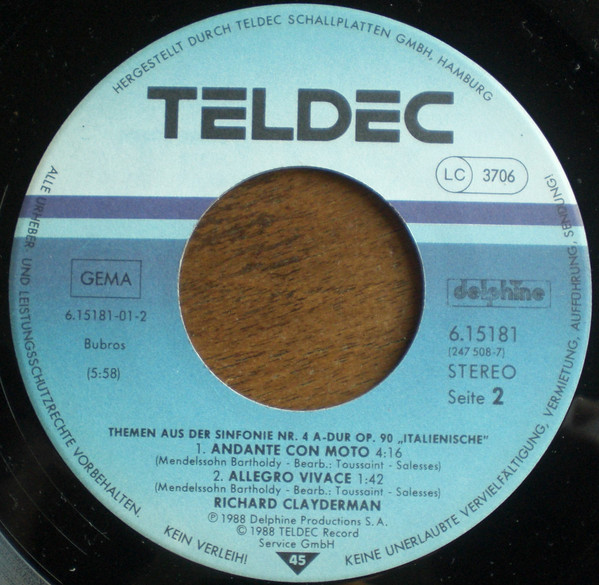 HERGESTELLT DURCH TELDEC SCHALLPLATTEN GMBH, HAMBURG
TELDEC
LC 3706
ALLE URHEBER- UND LEISTUNGSSCHUTZRECHTE VORBEHALTEN.
KEIN VERLEIH! KEINE UNERLAUBTE VERVIELFÄLTIGUNG, VERMIETUNG, AUFFÜHRUNG, SENDUNG!
GEMA
6.15181-01-2
Bubros
(5:58)
delphine
6.15181
(247 508-7)
STEREO
Seite 2
THEMEN AUS DER SINFONIE NR. 4 A-DUR OP. 90 „ITALIENISCHE"
1. ANDANTE CON MOTO 4:16
(Mendelssohn Bartholdy - Bearb.: Toussaint - Salesses)
2. ALLEGRO VIVACE 1:42
(Mendelssohn Bartholdy - Bearb.: Toussaint - Salesses)
RICHARD CLAYDERMAN
Ⓟ 1988 Delphine Productions S. A.
© 1988 TELDEC Record
Service GmbH
45